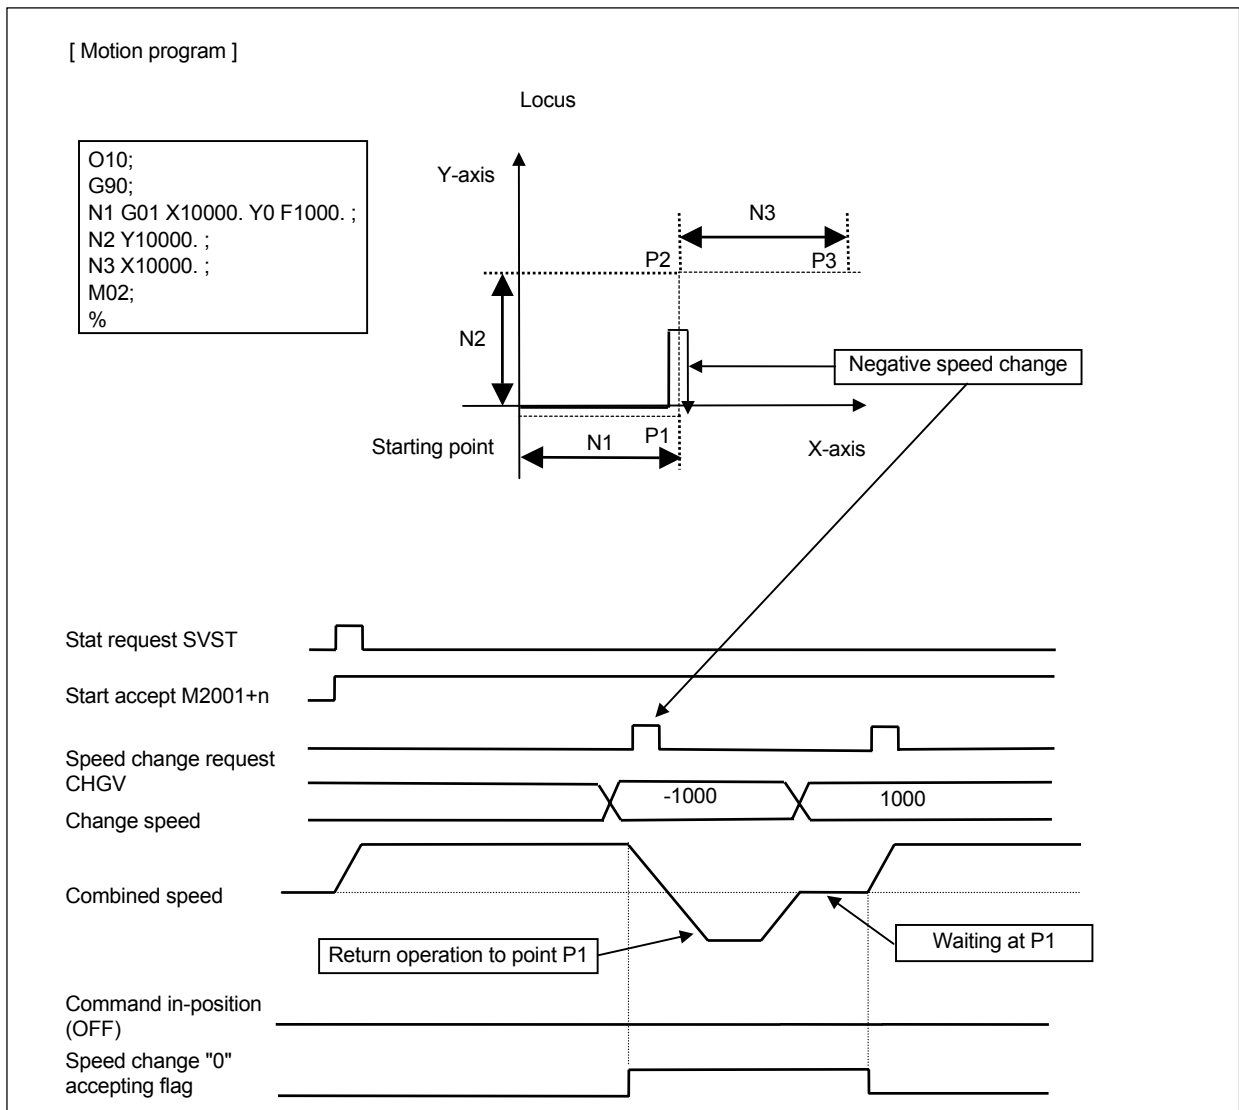 [ Motion program ]
Locus
O10;
G90;
N1 G01 X10000. Y0 F1000. ;
N2 Y10000. ;
N3 X10000. ;
M02;
%
Y-axis
N3
P2
P3
N2
Negative speed change
Starting point
N1
P1
X-axis
Stat request SVST
Start accept M2001+n
Speed change request
CHGV
-1000
1000
Change speed
Combined speed
Return operation to point P1
Waiting at P1
Command in-position
(OFF)
Speed change "0"
accepting flag